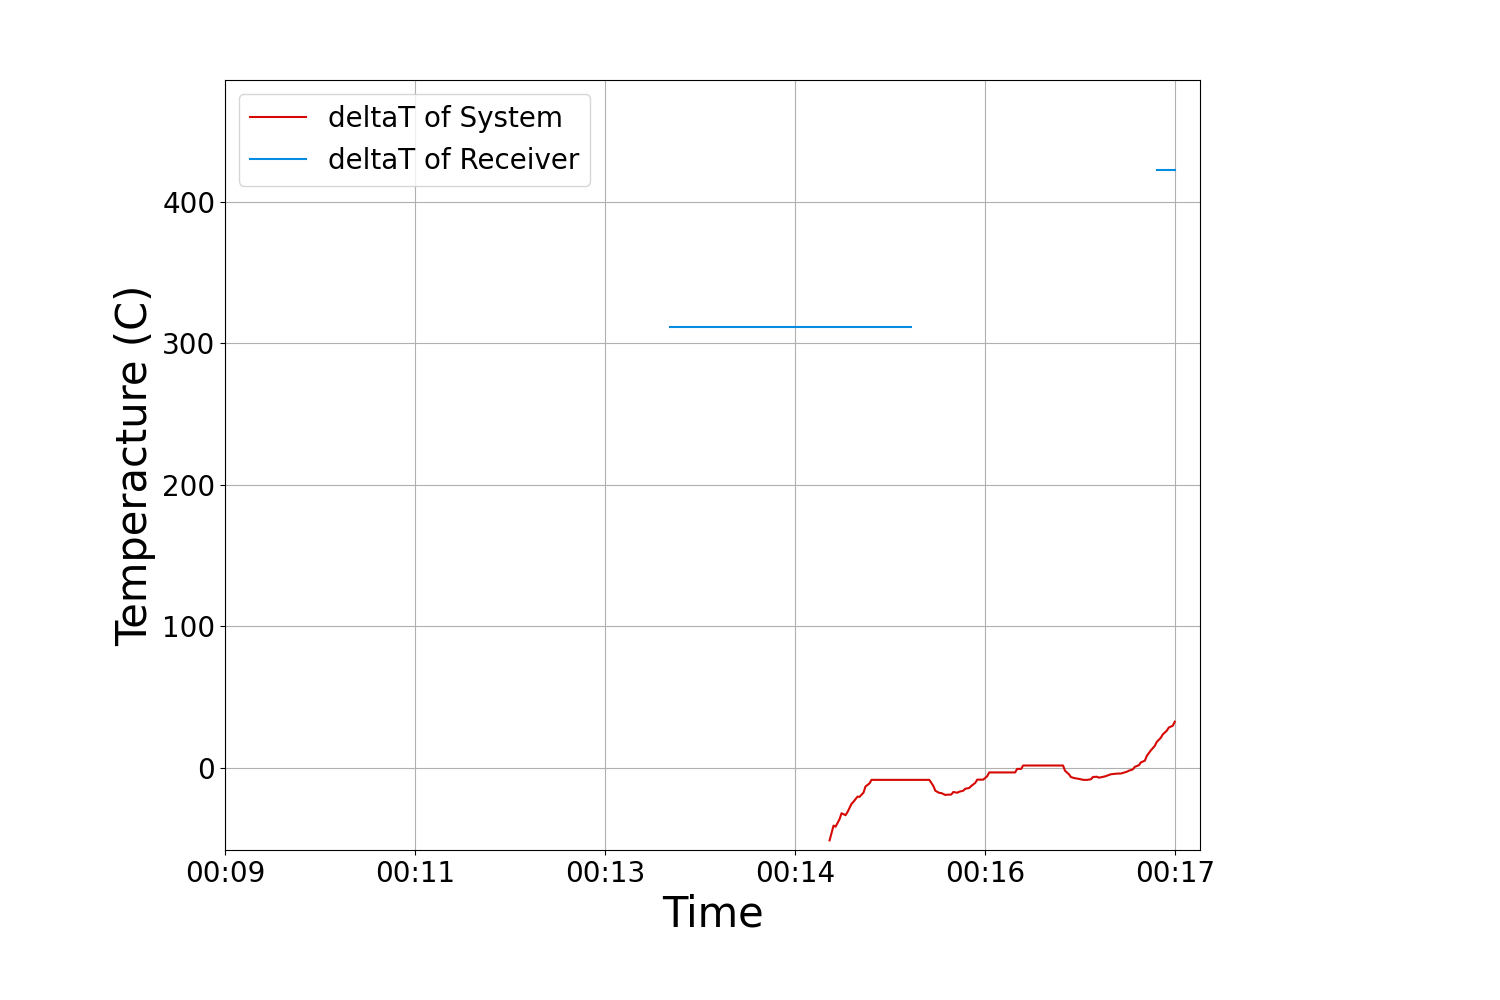 deltaT of System
deltaT of Receiver
400
300
200
100
0
Temperacture (C)
00:09 00:11 00:13 00:14 00:16 00:17
Time